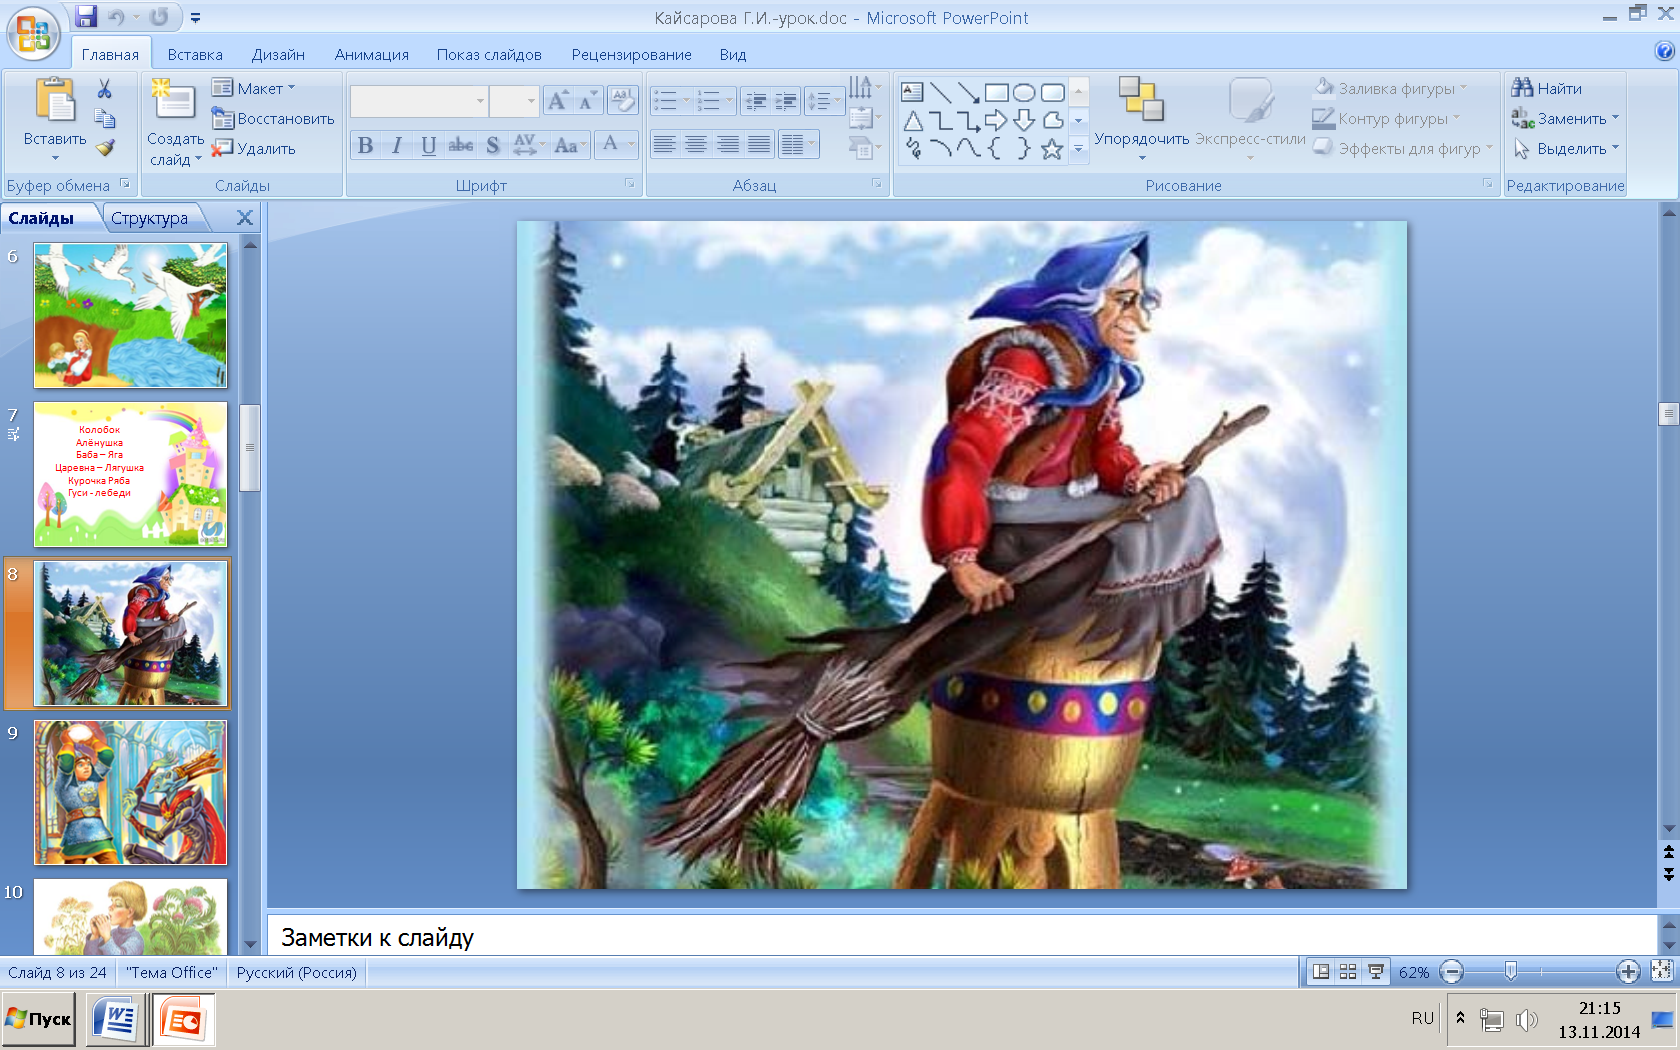 Кайсарова Г.И.-урок.doc - Microsoft PowerPoint
Главная Вставка Дизайн Анимация Показ слайдов Рецензирование Вид
Вставить
Буфер обмена
Создать слайд
Макет
Восстановить
Удалить
Слайды
B I U abc S AV Aa A
Шрифт
Абзац
Упорядочить
Экспресс-стили
Заливка фигуры
Контур фигуры
Эффекты для фигур
Рисование
Найти
Заменить
Выделить
Редактирование
Слайды Структура
6
7
Колобок
Алёнушка
Баба – Яга
Царевна – Лягушка
Курочка Ряба
Гуси - лебеди
8
9
10
Заметки к слайду
Слайд 8 из 24 "Тема Office" Русский (Россия) 62%
Пуск RU 21:15
13.11.2014